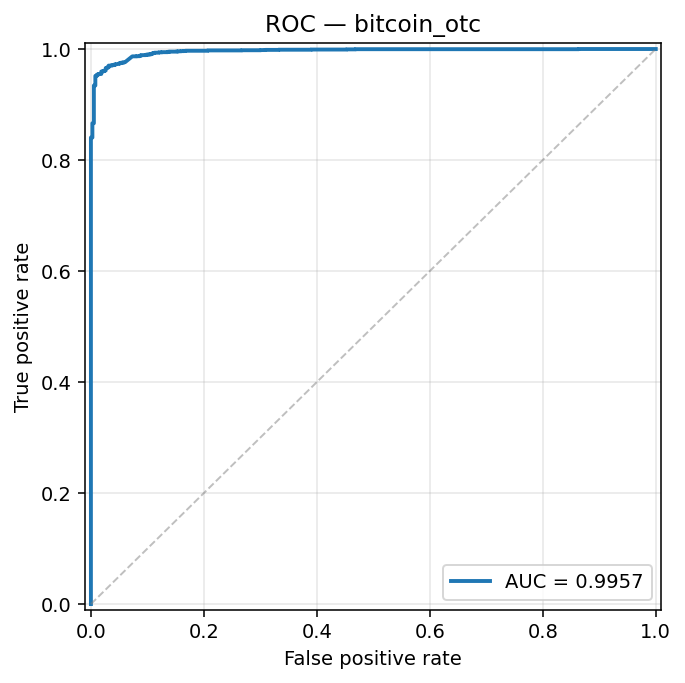 ROC — bitcoin_otc
1.0
0.8
0.6
0.4
0.2
0.0
True positive rate
0.0 0.2 0.4 0.6 0.8 1.0
False positive rate
AUC = 0.9957